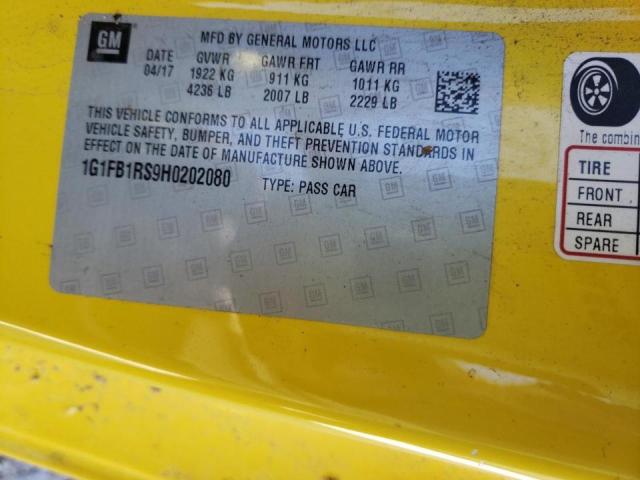 GM
MFD BY GENERAL MOTORS LLC
DATE GVWR GAWR FRT GAWR RR
04/17 1922 KG 911 KG 1011 KG
4236 LB 2007 LB 2229 LB
THIS VEHICLE CONFORMS TO ALL APPLICABLE U.S. FEDERAL MOTOR
VEHICLE SAFETY, BUMPER, AND THEFT PREVENTION STANDARDS IN
EFFECT ON THE DATE OF MANUFACTURE SHOWN ABOVE.
1G1FB1RS9H0202080 TYPE: PASS CAR
The combin
TIRE
FRONT
REAR
SPARE